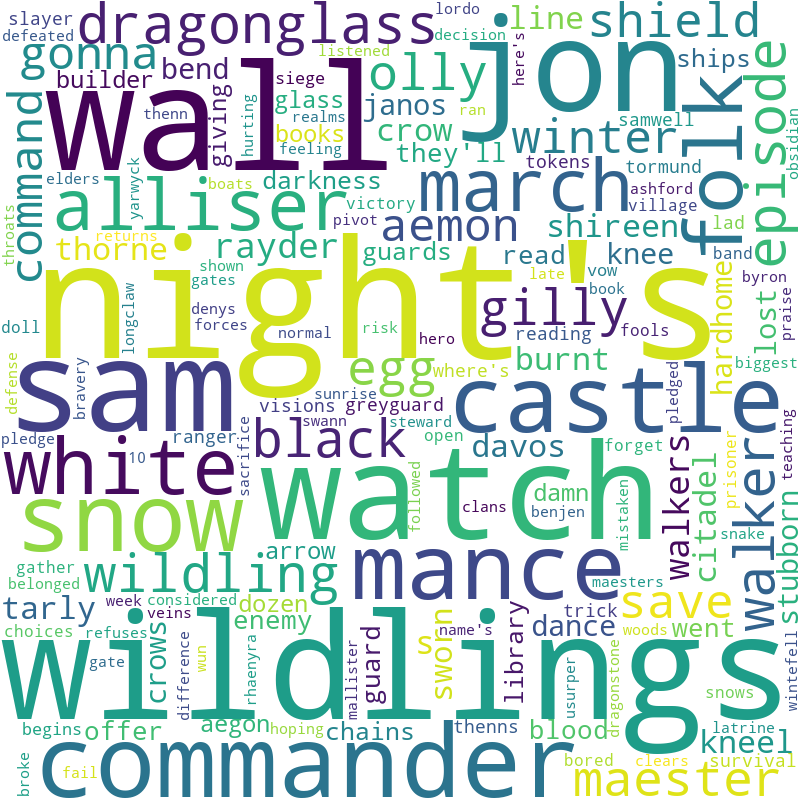 slayer
defeated
dragonglass
lordo
decision
line
shield
gonna
listened
here's
jon
ships
wall
builder
bend
siege
olly
episode
command
thenn
giving
hurting
glass
realms
books
feeling
janos
ran
crow
they'll
winter
samwell
folk
obsidian
elders
yarwyck
boats
darkness
tokens
tormund
march
ashford
village
throats
alliser
victory
pivot
aemon
shireen
lad
returns
thorne
rayder
guards
read
vow
knee
band
night's
shown
gates
late
book
hardhome
byron
praise
lost
doll
longclaw
denys
forces
normal
risk
hero
gilly
reading
fools
biggest
defense
bravery
sam
sunrise
egg
where's
burnt
castle
pledged
visions
greyguard
swann
steward
pledge
10
ranger
sacrifice
black
open
davos
forget
walkers
prisoner
teaching
white
followed
watch
clans
damn
benjen
mistaken
citadel
snake
walker
snow
arrow
mance
stubborn
gather
belonged
wildling
maesters
tarly
week
considered
veins
dozen
sworn
trick
save
choices
refuses
crows
enemy
name's
library
dance
woods
went
gate
wun
difference
rhaenyra
guard
mallister
s
usurper
dragonstone
snows
wintefell
wildlings
begins
offer
aegon
hoping
chains
thenns
blood
latrine
kneel
broke
fail
commander
bored
clears
survival
maester